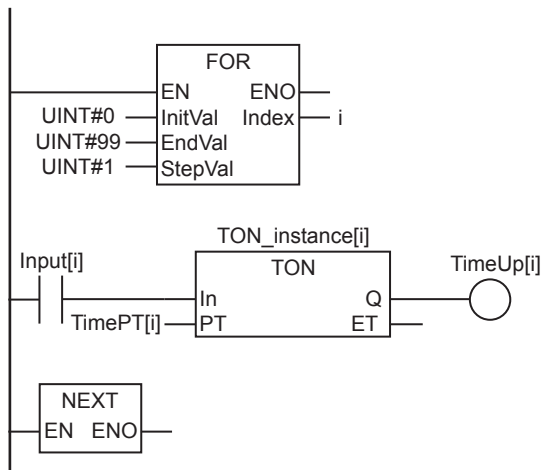 FOR
EN ENO
UINT#0 InitVal Index i
UINT#99 EndVal
UINT#1 StepVal
TON_instance[i]
Input[i] TON TimeUp[i]
In Q
TimePT[i] PT ET
NEXT
EN ENO